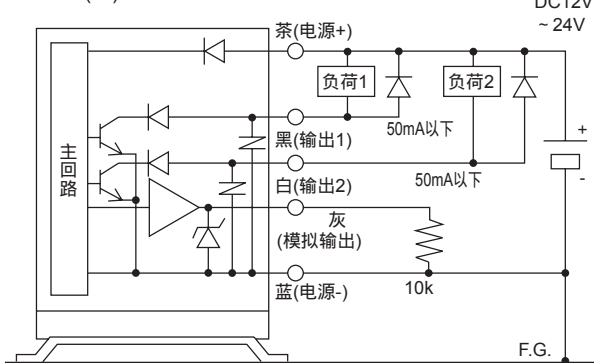 DC12V
~ 24V
茶(电源+)
负荷1
负荷2
50mA以下
黑(输出1)
50mA以下
白(输出2)
灰
(模拟输出)
10k
蓝(电源-)
主回路
+
-
F.G.